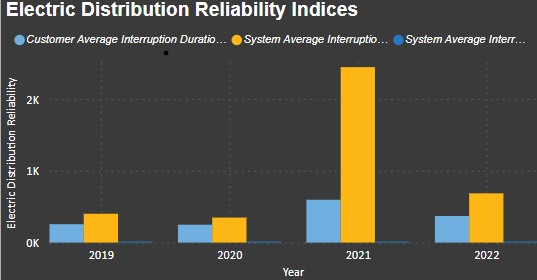 Electric Distribution Reliability Indices
Customer Average Interruption Duratio... System Average Interruptio... System Average Interr...
Electric Distribution Reliability
2K
1K
0K
2019 2020 2021 2022
Year